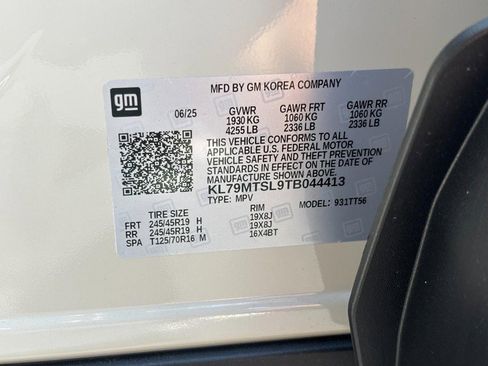 MFD BY GM KOREA COMPANY
gm
06/25 GVWR GAWR FRT GAWR RR
1930 KG 1060 KG 1060 KG
4255 LB 2336 LB 2336 LB
THIS VEHICLE CONFORMS TO ALL
APPLICABLE U.S. FEDERAL MOTOR
VEHICLE SAFETY AND THEFT PREVENTION
STANDARDS IN EFFECT ON THE DATE OF
MANUFACTURE SHOWN ABOVE.
KL79MTSL9TB044413
TYPE: MPV MODEL: 931TT56
TIRE SIZE RIM
FRT 245/45R19 H 19X8J
RR 245/45R19 H 19X8J
SPA T125/70R16 M 16X4BT